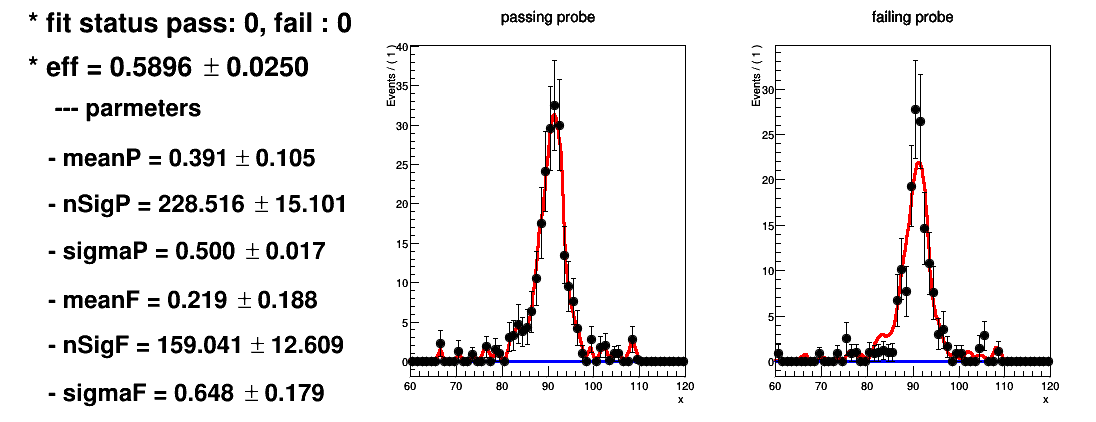 * fit status pass: 0, fail : 0
* eff = 0.5896 ± 0.0250
--- parmeters
- meanP = 0.391 ± 0.105
- nSigP = 228.516 ± 15.101
- sigmaP = 0.500 ± 0.017
- meanF = 0.219 ± 0.188
- nSigF = 159.041 ± 12.609
- sigmaF = 0.648 ± 0.179
passing probe
Events / ( 1 )
40
35
30
25
20
15
10
5
0
60 70 80 90 100 110 120
x
failing probe
Events / ( 1 )
30
25
20
15
10
5
0
60 70 80 90 100 110 120
x